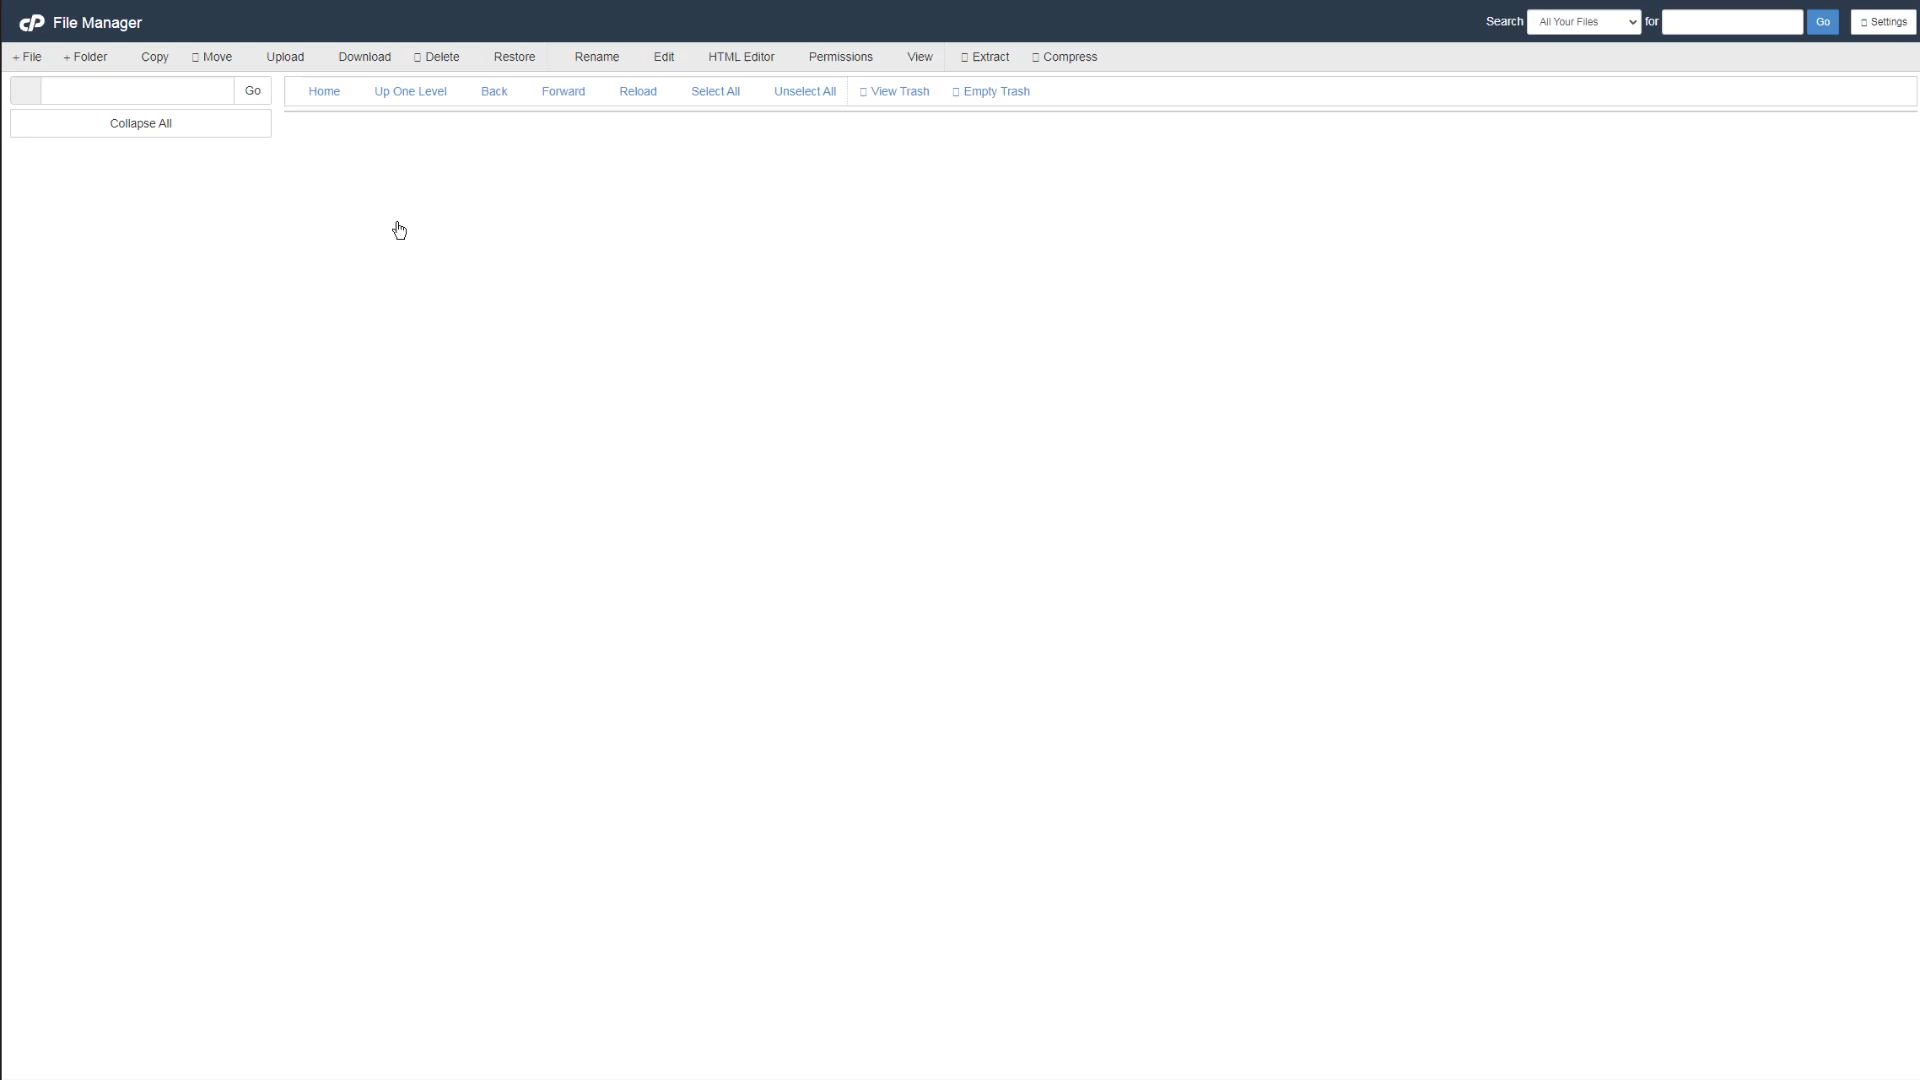 cP File Manager Search All Your Files for Go Settings
+ File + Folder Copy Move Upload Download Delete Restore Rename Edit HTML Editor Permissions View Extract Compress
Go Home Up One Level Back Forward Reload Select All Unselect All View Trash Empty Trash
Collapse All